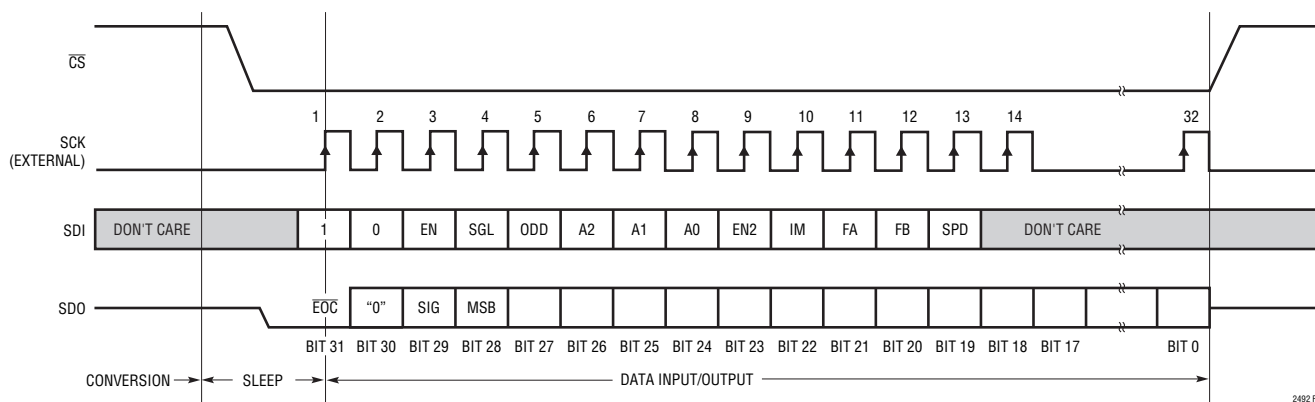 CS
1 2 3 4 5 6 7 8 9 10 11 12 13 14 32
SCK
(EXTERNAL)
SDI DON'T CARE 1 0 EN SGL ODD A2 A1 A0 EN2 IM FA FB SPD DON'T CARE
SDO EOC "0" SIG MSB
BIT 31 BIT 30 BIT 29 BIT 28 BIT 27 BIT 26 BIT 25 BIT 24 BIT 23 BIT 22 BIT 21 BIT 20 BIT 19 BIT 18 BIT 17 BIT 0
CONVERSION SLEEP DATA INPUT/OUTPUT